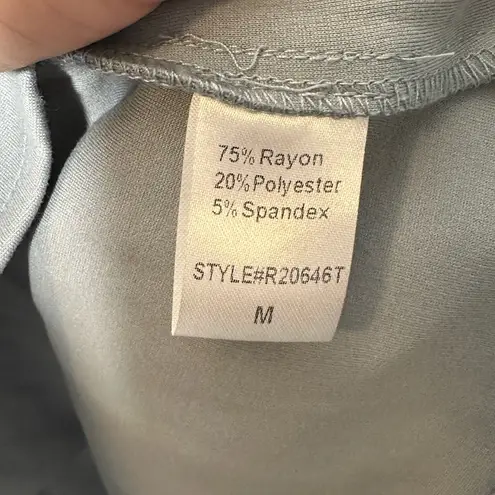 75% Rayon
20% Polyester
5% Spandex
STYLE#R20646T
M